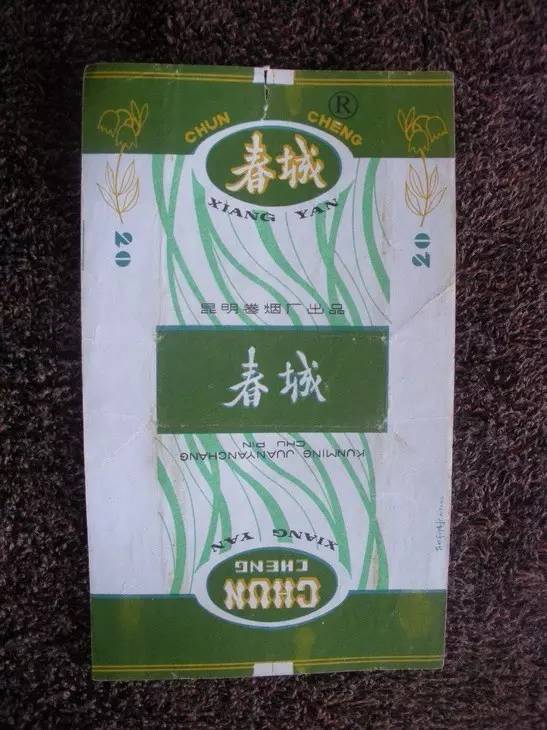 ®
CHUN CHENG
春城
XIANG YAN
20
20
昆明卷烟厂出品
春城
KUNMING JUANYANCHANG
CHU PIN
XIANG YAN
CHUN
CHENG